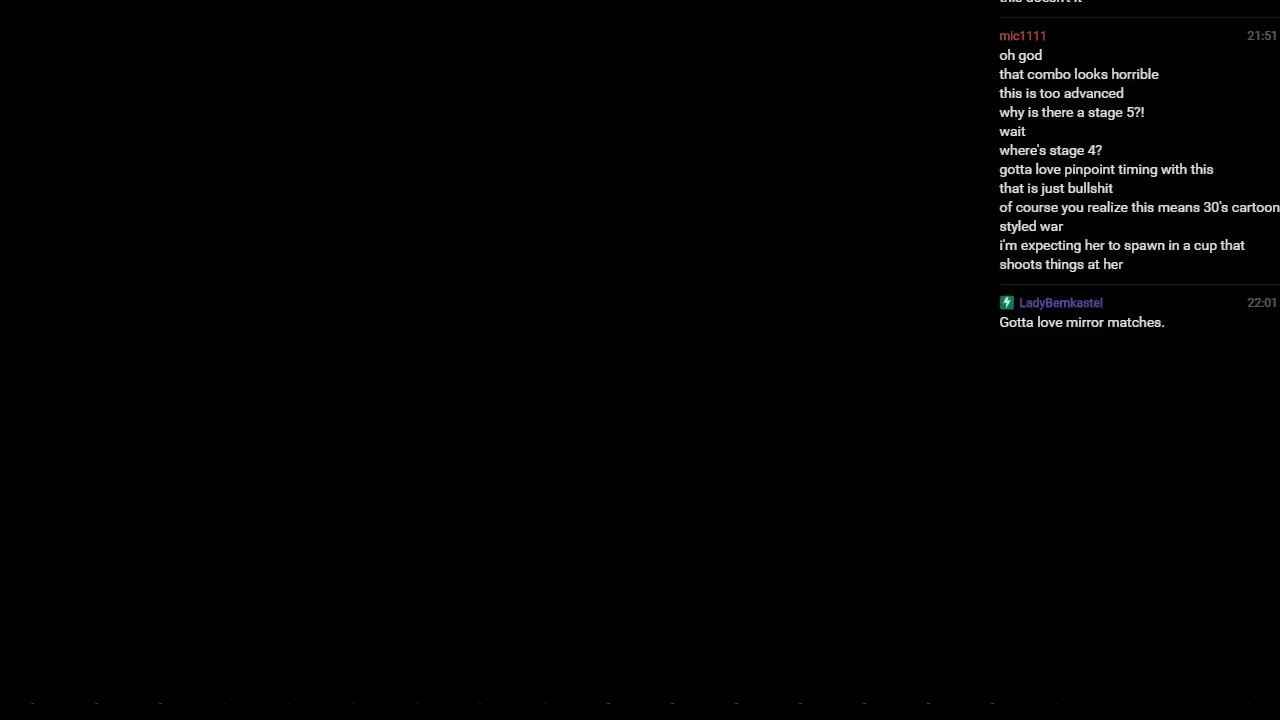 this doesn't it
mic1111 21:51
oh god
that combo looks horrible
this is too advanced
why is there a stage 5?!
wait
where's stage 4?
gotta love pinpoint timing with this
that is just bullshit
of course you realize this means 30's cartoon
styled war
i'm expecting her to spawn in a cup that
shoots things at her
LadyBernkastel 22:01
Gotta love mirror matches.